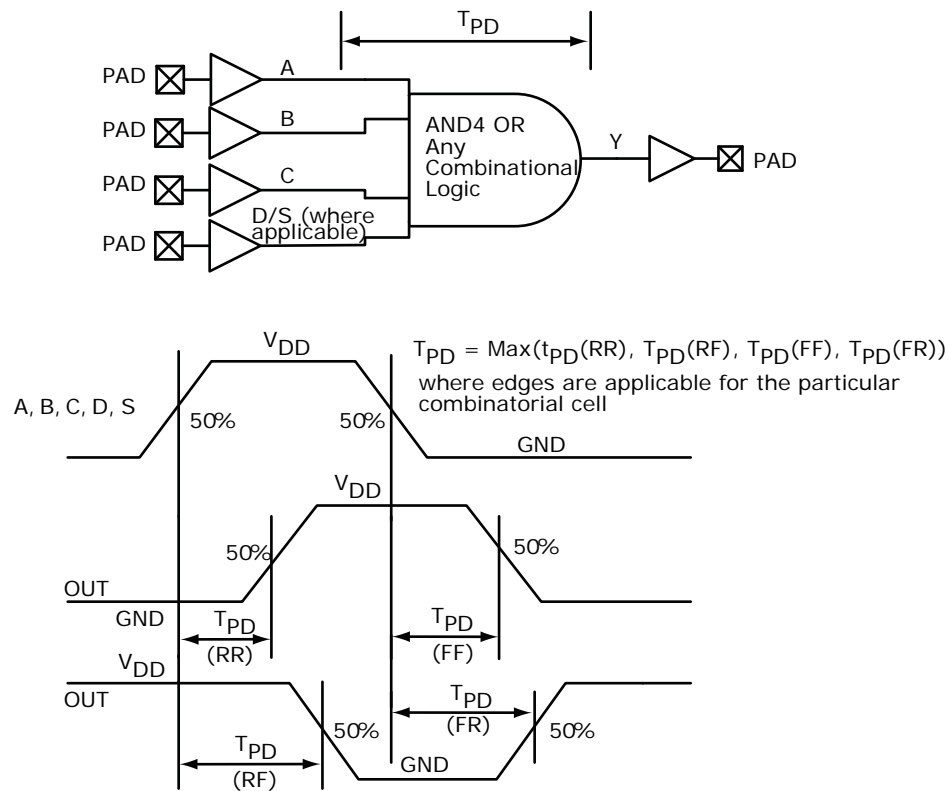 TPD
PAD
A
PAD
B
PAD
C
PAD
D/S (where
applicable)
AND4 OR
Any
Combinational
Logic
Y
PAD
TPD = Max(tPD(RR), TPD(RF), TPD(FF), TPD(FR))
where edges are applicable for the particular
combinatorial cell
VDD
A, B, C, D, S
50%
50%
GND
VDD
50%
50%
OUT
GND
TPD
(RR)
TPD
(FF)
VDD
OUT
TPD
(FR)
50%
50%
TPD
(RF)
GND